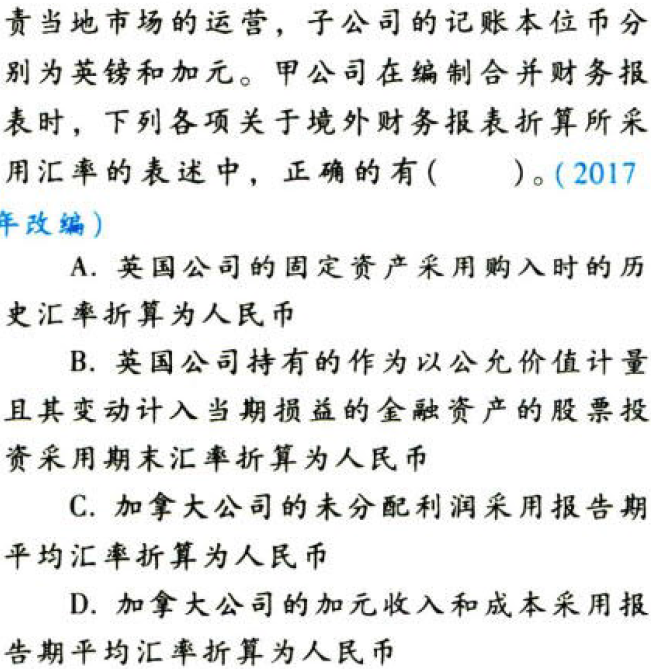 责当地市场的运营，子公司的记账本位币分
别为英镑和加元。甲公司在编制合并财务报
表时，下列各项关于境外财务报表折算所采
用汇率的表述中，正确的有(　　)。(2017
年改编)
A. 英国公司的固定资产采用购入时的历
史汇率折算为人民币
B. 英国公司持有的作为以公允价值计量
且其变动计入当期损益的金融资产的股票投
资采用期末汇率折算为人民币
C. 加拿大公司的未分配利润采用报告期
平均汇率折算为人民币
D. 加拿大公司的加元收入和成本采用报
告期平均汇率折算为人民币